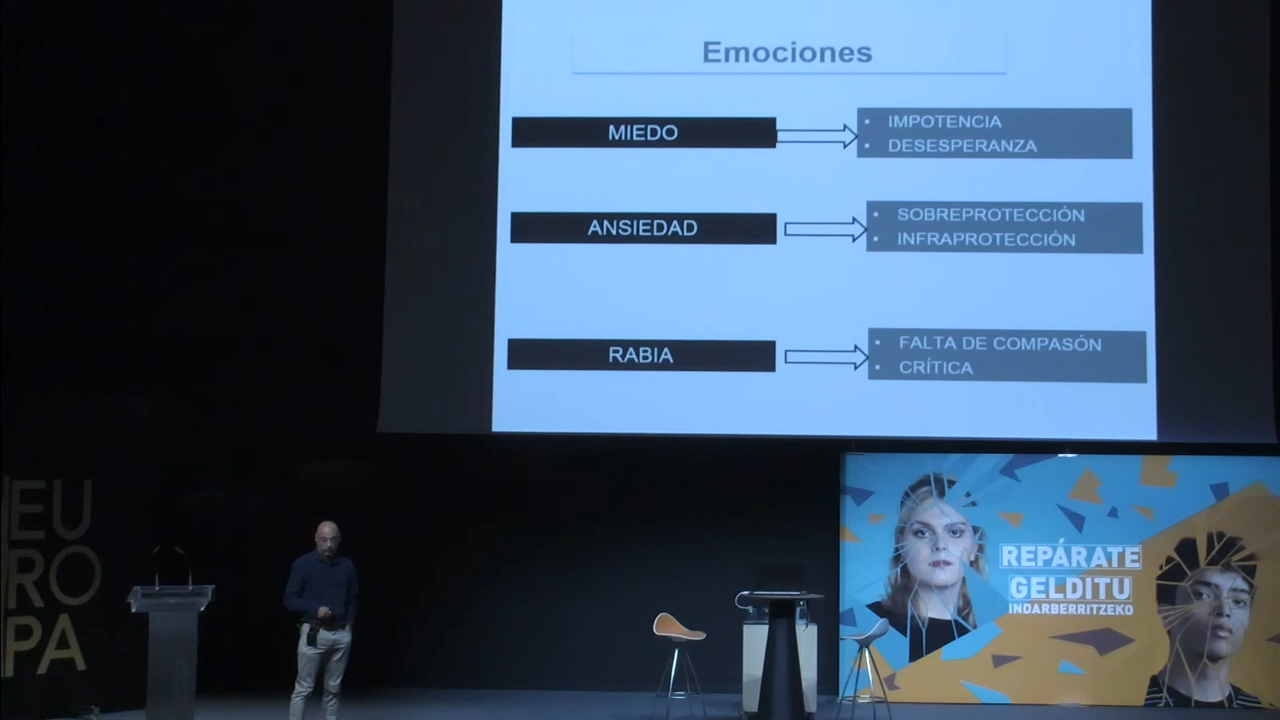 Emociones
MIEDO
• IMPOTENCIA
• DESESPERANZA
ANSIEDAD
• SOBREPROTECCIÓN
• INFRAPROTECCIÓN
RABIA
• FALTA DE COMPASÓN
• CRÍTICA
EU
RO
PA
REPÁRATE
GELDITU
INDARBERRITZEKO